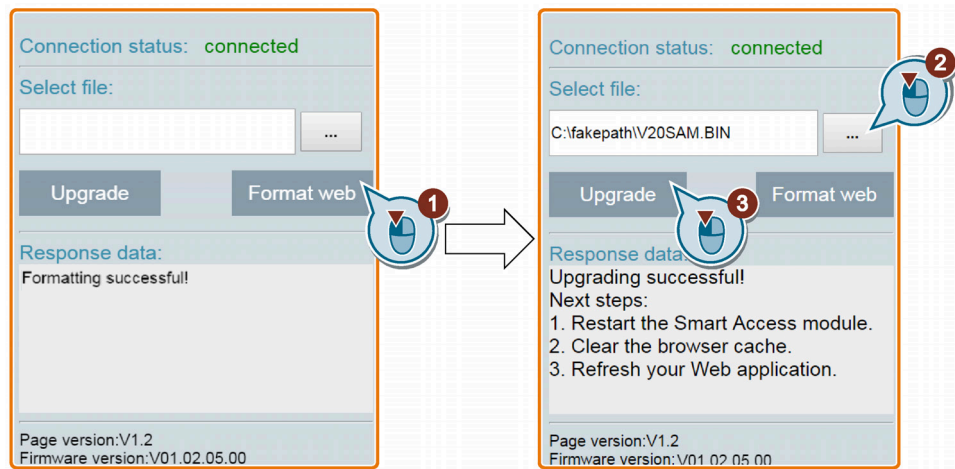 Connection status: connected
Select file:
...
Upgrade Format web
1
Response data:
Formatting successful!
Page version:V1.2
Firmware version:V01.02.05.00
Connection status: connected
2
Select file:
C:\fakepath\V20SAM.BIN ...
Upgrade Format web
3
Response data:
Upgrading successful!
Next steps:
1. Restart the Smart Access module.
2. Clear the browser cache.
3. Refresh your Web application.
Page version:V1.2
Firmware version:V01.02.05.00